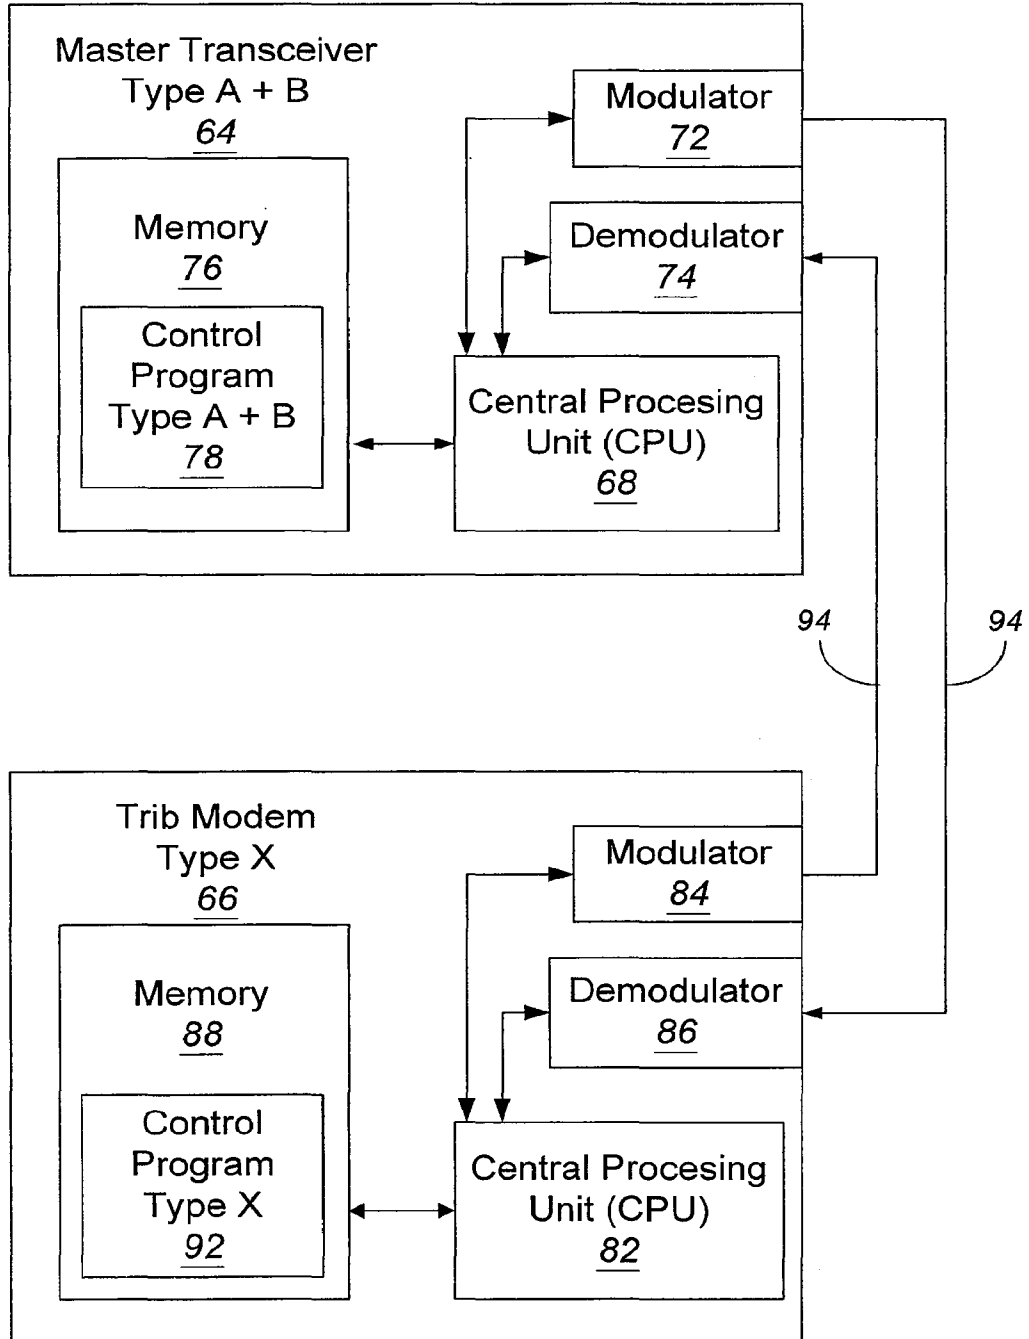 Master Transceiver
Type A + B
64
Modulator
72
Memory
76
Demodulator
74
Control
Program
Type A + B
78
Central Procesing
Unit (CPU)
68
94
94
Trib Modem
Type X
66
Modulator
84
Memory
88
Demodulator
86
Control
Program
Type X
92
Central Procesing
Unit (CPU)
82